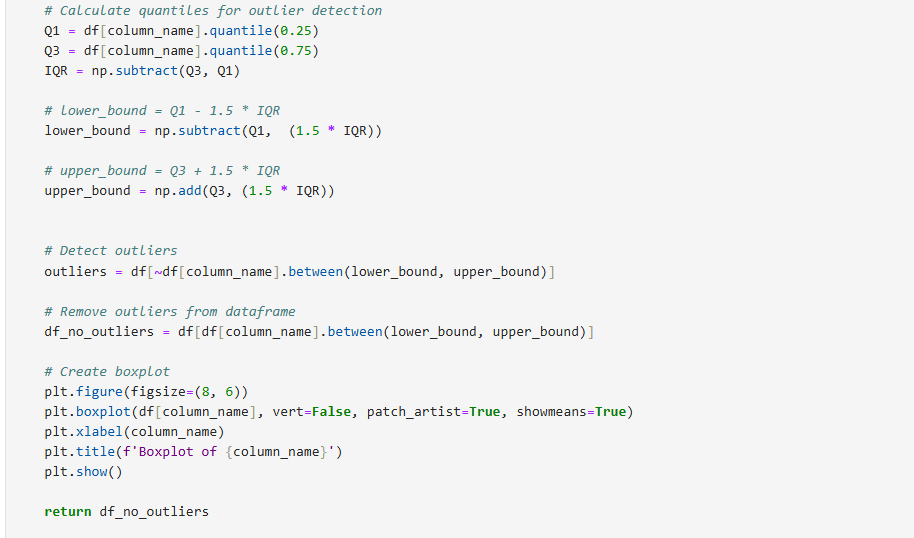 # Calculate quantiles for outlier detection
Q1 = df[column_name].quantile(0.25)
Q3 = df[column_name].quantile(0.75)
IQR = np.subtract(Q3, Q1)
# lower_bound = Q1 - 1.5 * IQR
lower_bound = np.subtract(Q1,  (1.5 * IQR))
# upper_bound = Q3 + 1.5 * IQR
upper_bound = np.add(Q3, (1.5 * IQR))
# Detect outliers
outliers = df[~df[column_name].between(lower_bound, upper_bound)]
# Remove outliers from dataframe
df_no_outliers = df[df[column_name].between(lower_bound, upper_bound)]
# Create boxplot
plt.figure(figsize=(8, 6))
plt.boxplot(df[column_name], vert=False, patch_artist=True, showmeans=True)
plt.xlabel(column_name)
plt.title(f'Boxplot of {column_name}')
plt.show()
return df_no_outliers